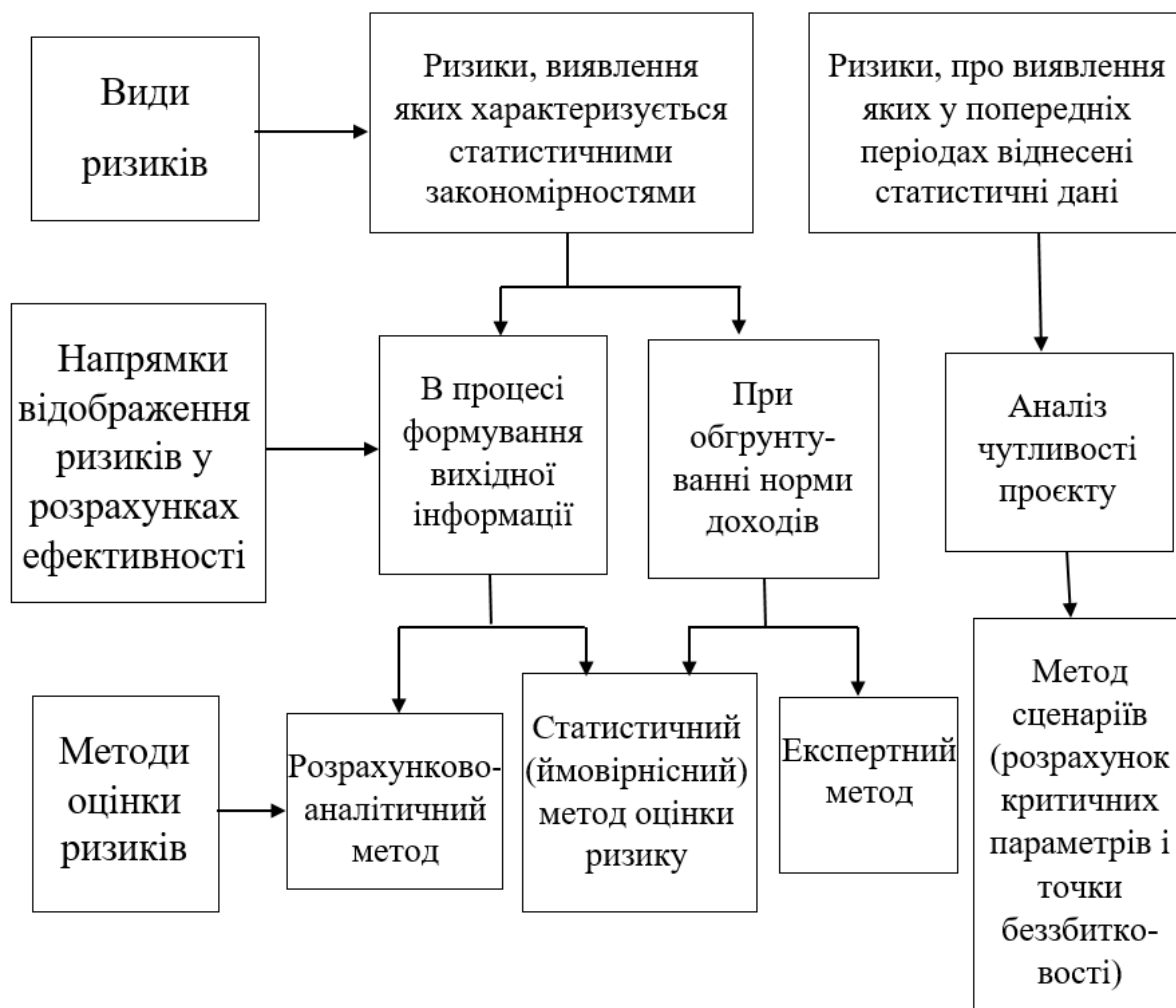 Види
ризиків
Ризики, виявлення
яких характеризується
статистичними
закономірностями
Ризики, про виявлення
яких у попередніх
періодах віднесені
статистичні дані
Напрямки
відображення
ризиків у
розрахунках
ефективності
В процесі
формування
вихідної
інформації
При
обгрунту-
ванні норми
доходів
Аналіз
чутливості
проєкту
Методи
оцінки
ризиків
Розрахунково-
аналітичний
метод
Статистичний
(ймовірнісний)
метод оцінки
ризику
Експертний
метод
Метод
сценаріїв
(розрахунок
критичних
параметрів і
точки
беззбитко-
вості)